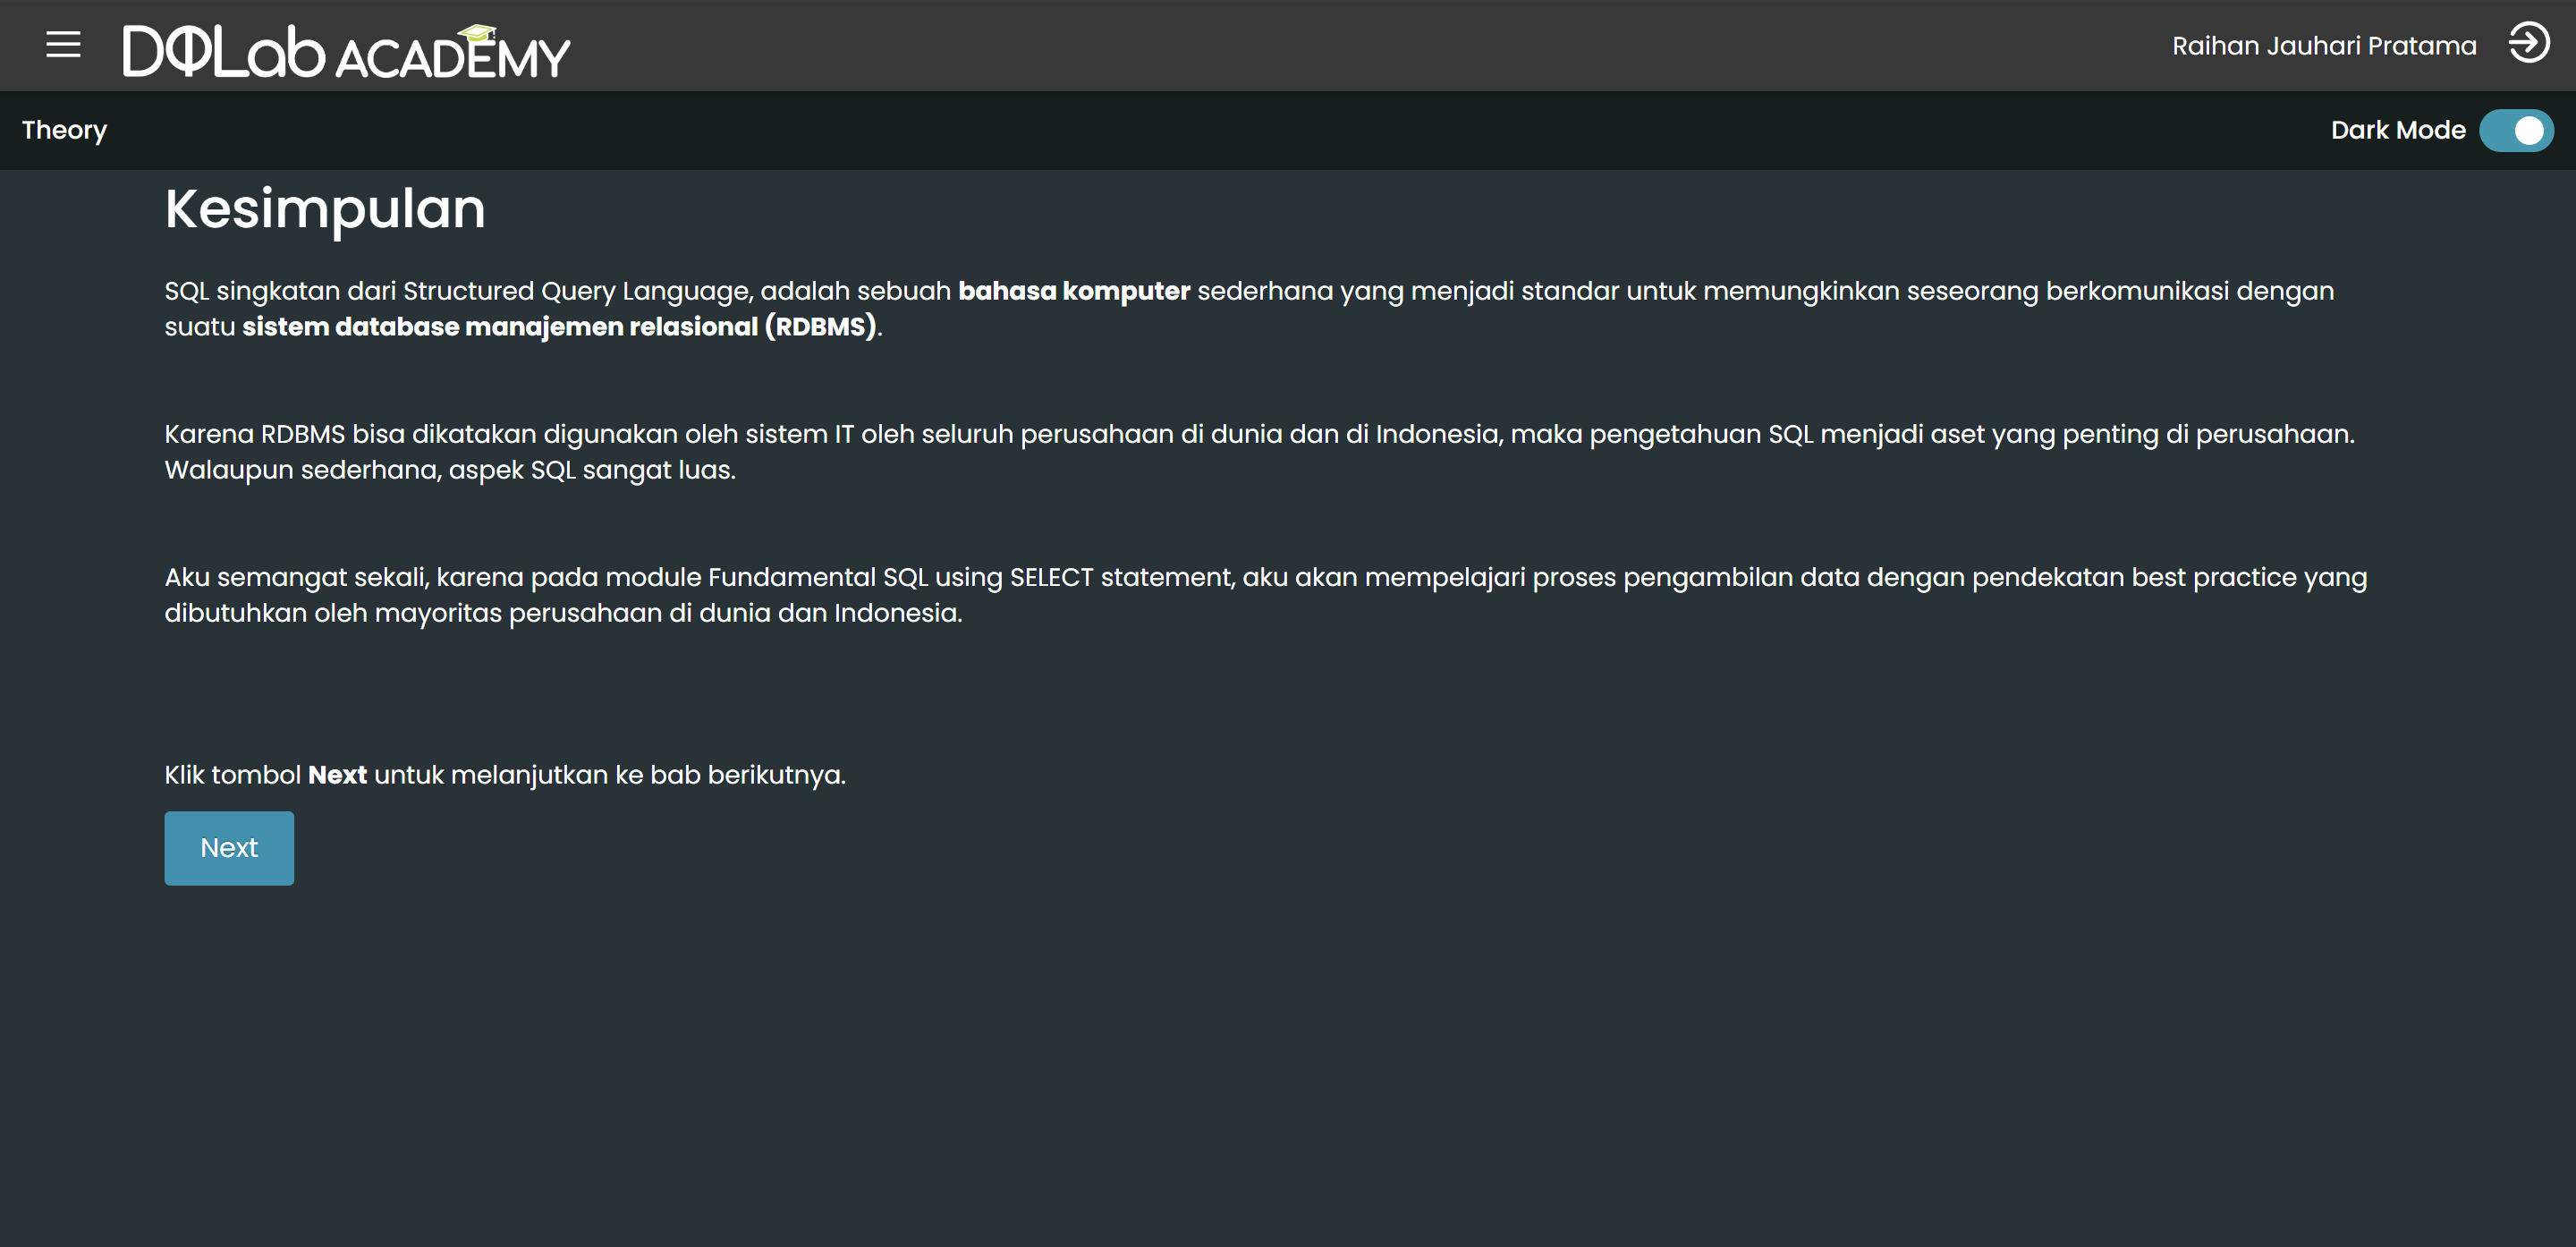 DQLab ACADEMY
Raihan Jauhari Pratama
Theory
Dark Mode
Kesimpulan
SQL singkatan dari Structured Query Language, adalah sebuah bahasa komputer sederhana yang menjadi standar untuk memungkinkan seseorang berkomunikasi dengan
suatu sistem database manajemen relasional (RDBMS).
Karena RDBMS bisa dikatakan digunakan oleh sistem IT oleh seluruh perusahaan di dunia dan di Indonesia, maka pengetahuan SQL menjadi aset yang penting di perusahaan.
Walaupun sederhana, aspek SQL sangat luas.
Aku semangat sekali, karena pada module Fundamental SQL using SELECT statement, aku akan mempelajari proses pengambilan data dengan pendekatan best practice yang
dibutuhkan oleh mayoritas perusahaan di dunia dan Indonesia.
Klik tombol Next untuk melanjutkan ke bab berikutnya.
Next